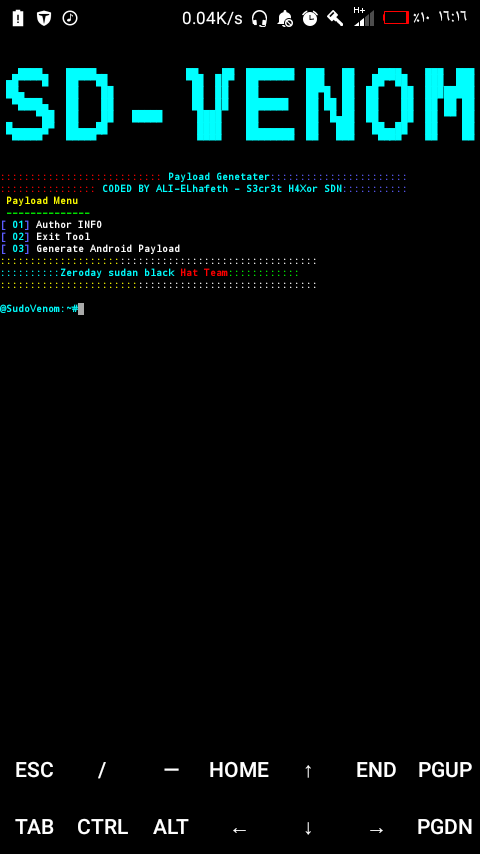 0.04K/s H+ ٪١٠ ١٦:١٦
SD-VENOM
:::::::::::::::::::::::::: Payload Genetater:::::::::::::::::::::::
:::::::::::::::: CODED BY ALI-ELhafeth - S3cr3t H4Xor SDN:::::::::::
Payload Menu
--------------
[ 01] Author INFO
[ 02] Exit Tool
[ 03] Generate Android Payload
:::::::::::::::::::::::::::::::::::::::::::::::::::::
::::::::::Zeroday sudan black Hat Team::::::::::::
:::::::::::::::::::::::::::::::::::::::::::::::::::::
@SudoVenom:~#
ESC / — HOME ↑ END PGUP
TAB CTRL ALT ← ↓ → PGDN